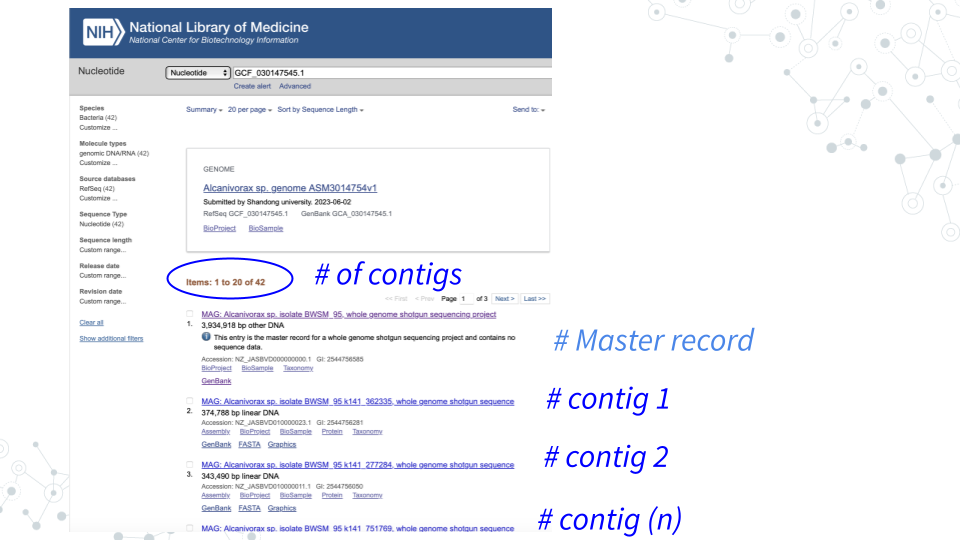 NIH National Library of Medicine
National Center for Biotechnology Information
Nucleotide Nucleotide GCF_030147545.1
Create alert Advanced
Species
Bacteria (42)
Customize ...
Molecule types
genomic DNA/RNA (42)
Customize ...
Source databases
RefSeq (42)
Customize ...
Sequence Type
Nucleotide (42)
Sequence length
Custom range...
Release date
Custom range...
Revision date
Custom range...
Clear all
Show additional filters
Summary 20 per page Sort by Sequence Length Send to:
GENOME
Alcanivorax sp. genome ASM3014754v1
Submitted by Shandong university. 2023-06-02
RefSeq GCF_030147545.1 GenBank GCA_030147545.1
BioProject BioSample
Items: 1 to 20 of 42
# of contigs
<< First < Prev Page 1 of 3 Next > Last >>
MAG: Alcanivorax sp. isolate BWSM_95, whole genome shotgun sequencing project
1. 3,934,918 bp other DNA
This entry is the master record for a whole genome shotgun sequencing project and contains no
sequence data.
Accession: NZ_JASBVD000000000.1 GI: 2544756585
BioProject BioSample Taxonomy
GenBank
# Master record
MAG: Alcanivorax sp. isolate BWSM_95 k141_362335, whole genome shotgun sequence
2. 374,788 bp linear DNA
Accession: NZ_JASBVD010000023.1 GI: 2544756281
Assembly BioProject BioSample Protein Taxonomy
GenBank FASTA Graphics
# contig 1
MAG: Alcanivorax sp. isolate BWSM_95 k141_277284, whole genome shotgun sequence
3. 343,490 bp linear DNA
Accession: NZ_JASBVD010000011.1 GI: 2544756050
Assembly BioProject BioSample Protein Taxonomy
GenBank FASTA Graphics
# contig 2
MAG: Alcanivorax sp. isolate BWSM_95 k141_751769, whole genome shotgun sequence
# contig (n)